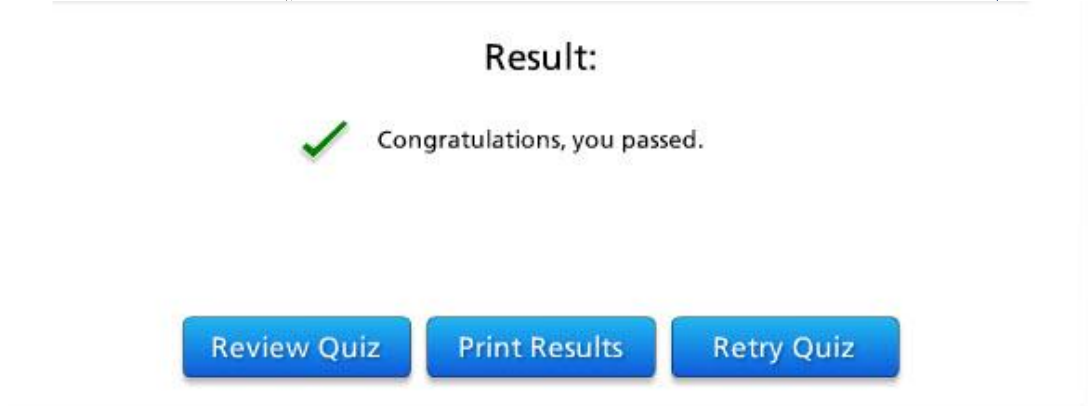 Result:
Congratulations, you passed.
Review Quiz Print Results Retry Quiz